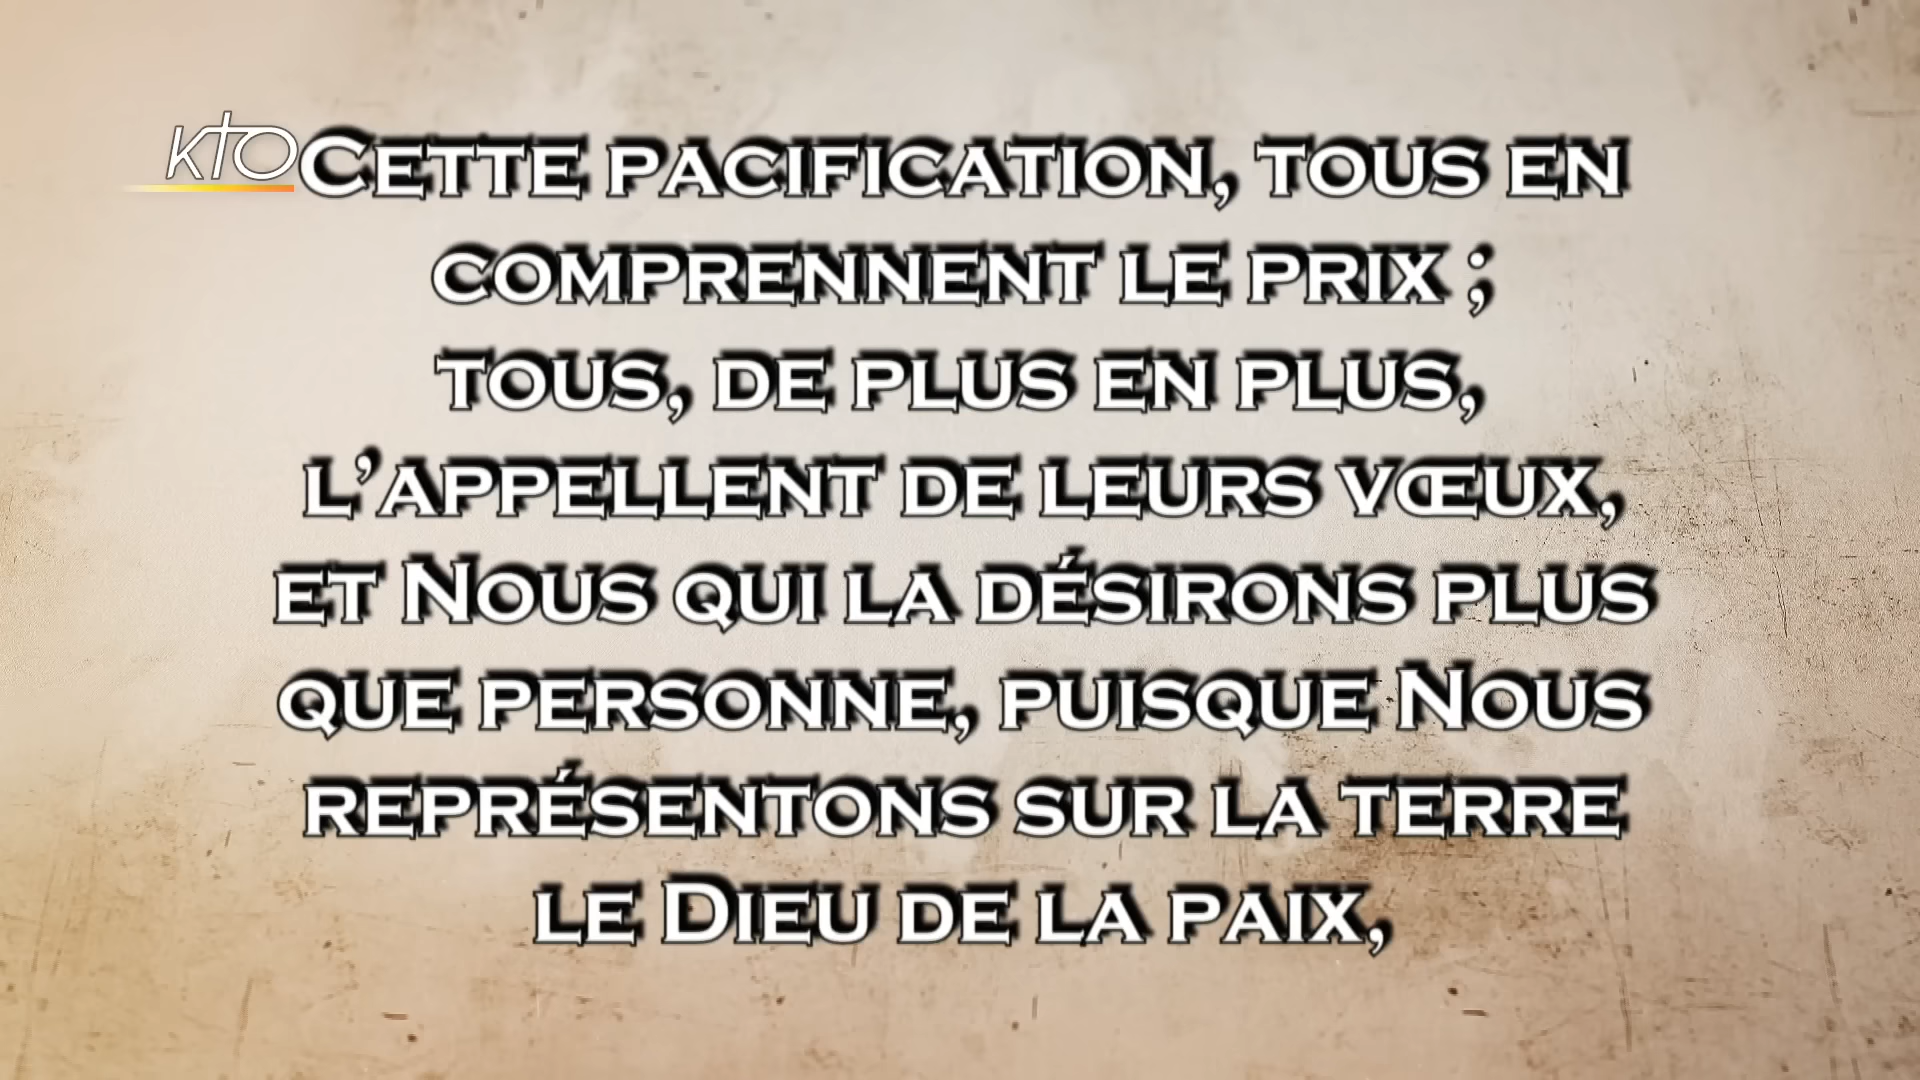 KTO
Cette pacification, tous en
comprennent le prix ;
tous, de plus en plus,
l’appellent de leurs vœux,
et Nous qui la désirons plus
que personne, puisque Nous
représentons sur la terre
le Dieu de la paix,